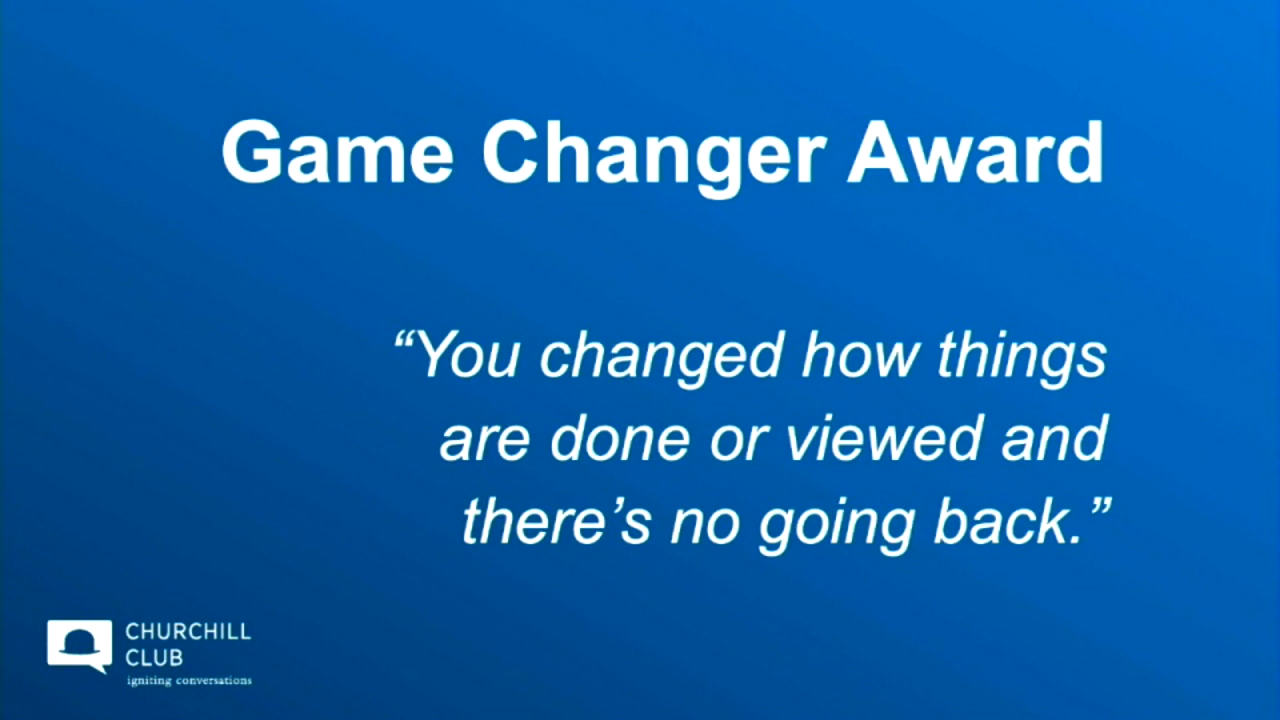 Game Changer Award
“You changed how things
are done or viewed and
there’s no going back.”
CHURCHILL
CLUB
igniting conversations